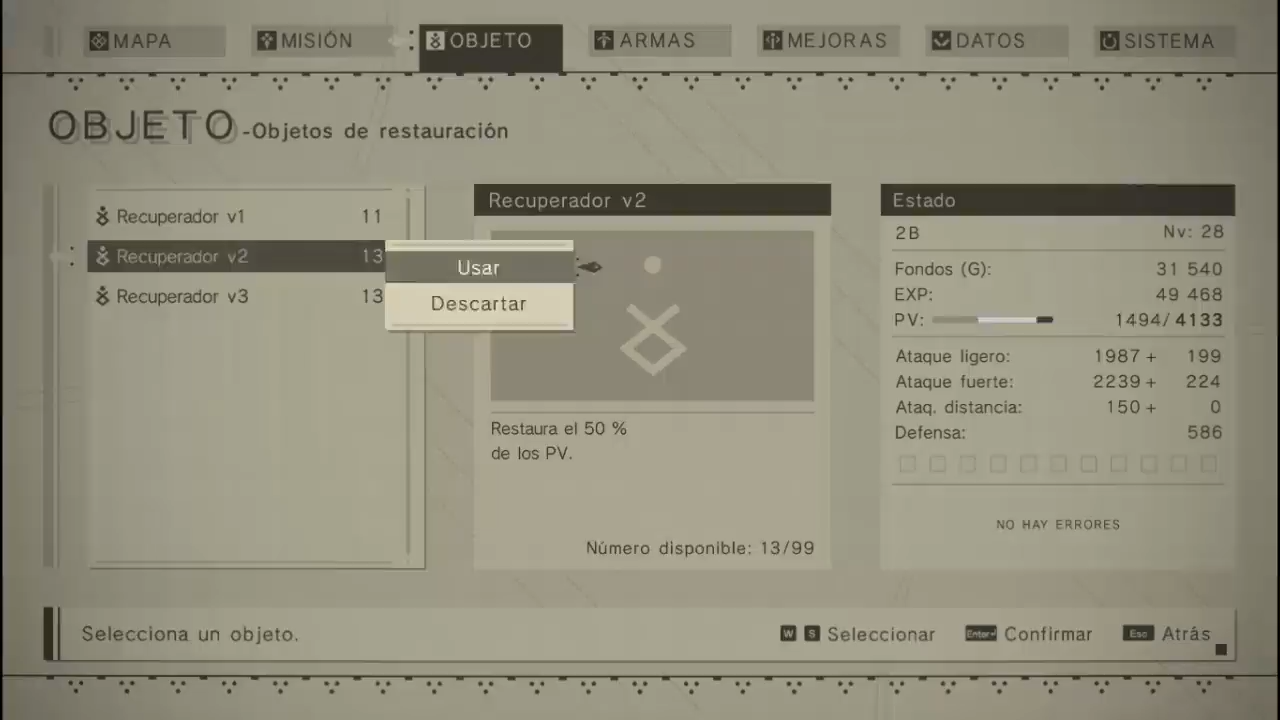 MAPA
MISIÓN
OBJETO
ARMAS
MEJORAS
DATOS
SISTEMA
OBJETO -Objetos de restauración
Recuperador v1 11
Recuperador v2 13
Recuperador v3 13
Usar
Descartar
Recuperador v2
Restaura el 50 %
de los PV.
Número disponible: 13/99
Estado
2B Nv: 28
Fondos (G): 31 540
EXP: 49 468
PV: 1494/ 4133
Ataque ligero: 1987 + 199
Ataque fuerte: 2239 + 224
Ataq. distancia: 150 + 0
Defensa: 586
NO HAY ERRORES
Selecciona un objeto.
W S Seleccionar Enter Confirmar Esc Atrás